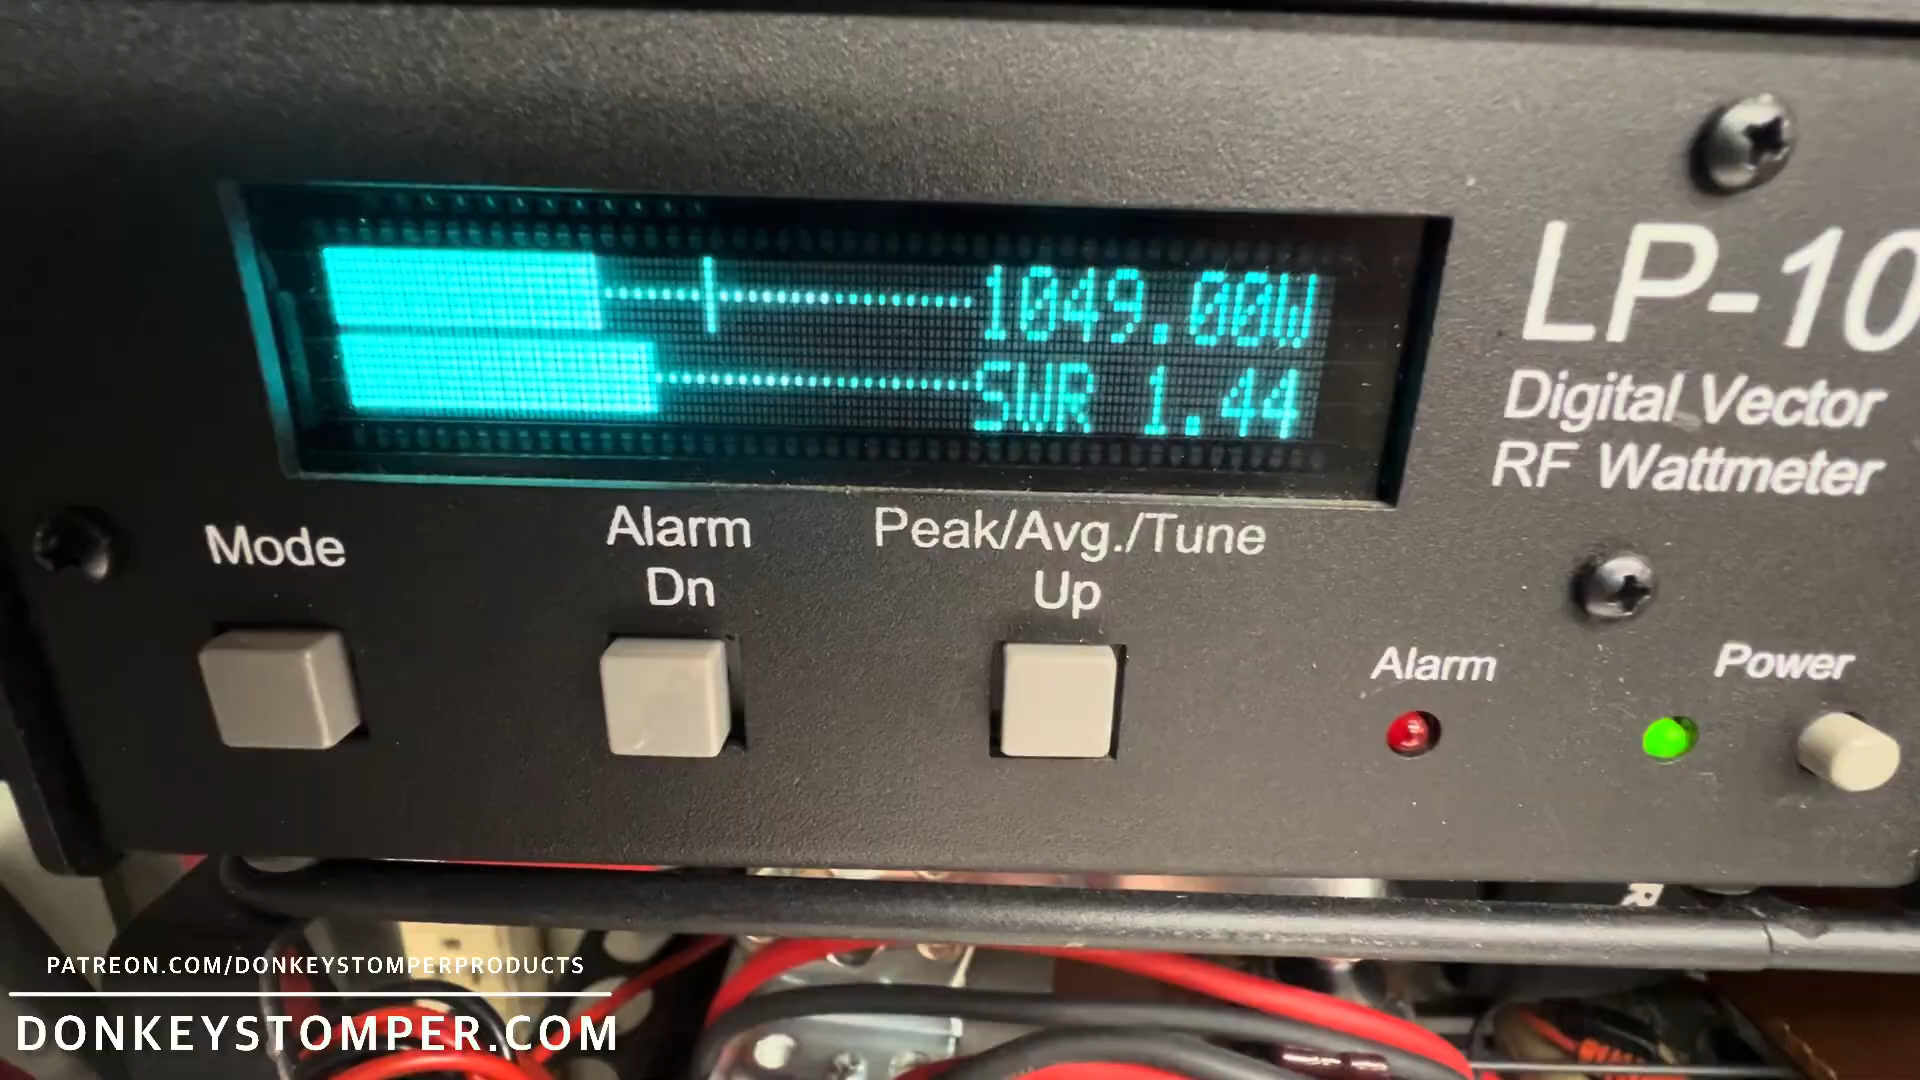 1049.00W
SWR 1.44
LP-10
Digital Vector
RF Wattmeter
Mode
Alarm
Dn
Peak/Avg./Tune
Up
Alarm
Power
PATREON.COM/DONKEYSTOMPERPRODUCTS
DONKEYSTOMPER.COM